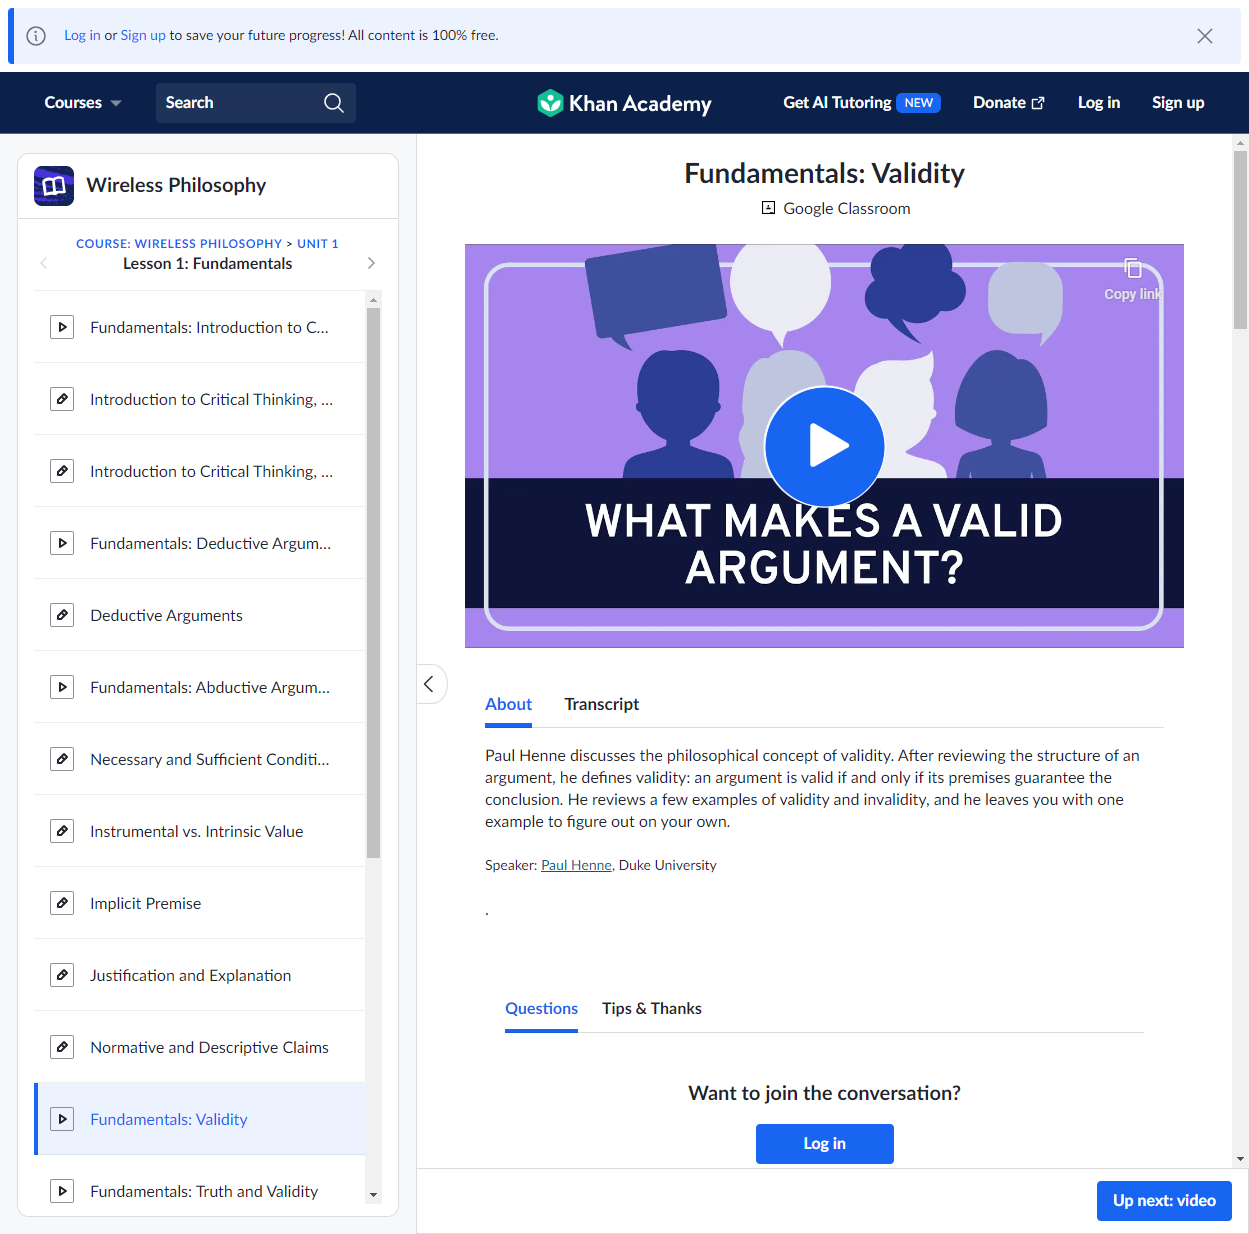 Log in or Sign up to save your future progress! All content is 100% free.
Courses
Search
Khan Academy
Get AI Tutoring NEW
Donate
Log in
Sign up
Wireless Philosophy
COURSE: WIRELESS PHILOSOPHY > UNIT 1
Lesson 1: Fundamentals
Fundamentals: Introduction to C...
Introduction to Critical Thinking, ...
Introduction to Critical Thinking, ...
Fundamentals: Deductive Argum...
Deductive Arguments
Fundamentals: Abductive Argum...
Necessary and Sufficient Conditi...
Instrumental vs. Intrinsic Value
Implicit Premise
Justification and Explanation
Normative and Descriptive Claims
Fundamentals: Validity
Fundamentals: Truth and Validity
Fundamentals: Validity
Google Classroom
Copy link
WHAT MAKES A VALID
ARGUMENT?
About
Transcript
Paul Henne discusses the philosophical concept of validity. After reviewing the structure of an
argument, he defines validity: an argument is valid if and only if its premises guarantee the
conclusion. He reviews a few examples of validity and invalidity, and he leaves you with one
example to figure out on your own.
Speaker: Paul Henne, Duke University
.
Questions
Tips & Thanks
Want to join the conversation?
Log in
Up next: video